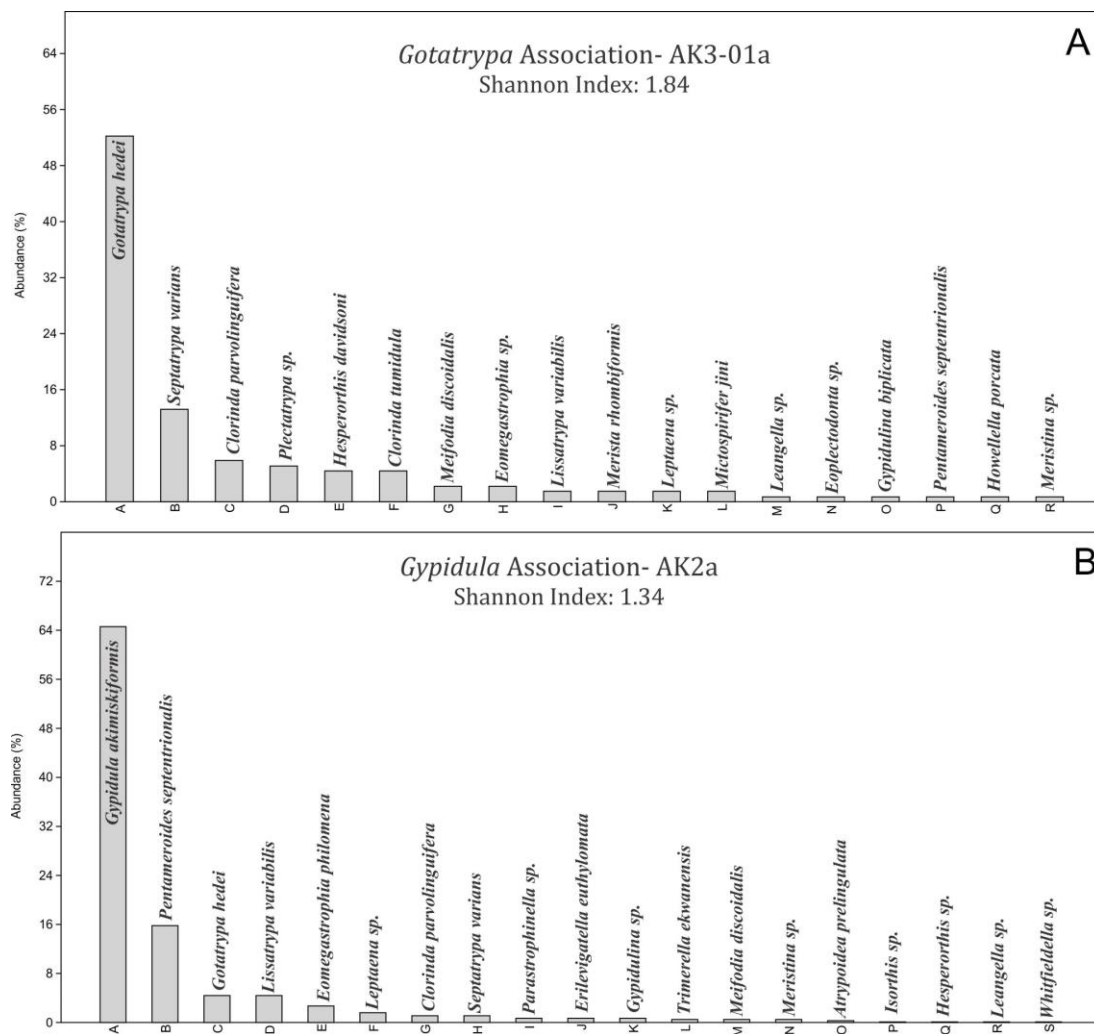 A
Gotatrypa Association- AK3-01a
Shannon Index: 1.84
Abundance (%)
64
56
48
40
32
24
16
8
0
Gotatrypa hedei
Septatrypa varians
Clorinda parvolinguifera
Plectatrypa sp.
Hesperorthis davidsoni
Clorinda tumidula
Meifodia discoidalis
Eomegastrophia sp.
Lissatrypa variabilis
Merista rhombiformis
Leptaena sp.
Mictospirifer jini
Leangella sp.
Eoplectodonta sp.
Gypidulina biplicata
Pentameroides septentrionalis
Howellella porcata
Meristina sp.
A B C D E F G H I J K L M N O P Q R
B
Gypidula Association- AK2a
Shannon Index: 1.34
Abundance (%)
72
64
56
48
40
32
24
16
8
0
Gypidula akimiskiformis
Pentameroides septentrionalis
Gotatrypa hedei
Lissatrypa variabilis
Eomegastrophia philomena
Leptaena sp.
Clorinda parvolinguifera
Septatrypa varians
Parastrophinella sp.
Erilevigatella euthylomata
Gypidulina sp.
Trimerella ekwanensis
Meifodia discoidalis
Meristina sp.
Atrypoidea prelingulata
Isorthis sp.
Hesperorthis sp.
Leangella sp.
Whitfieldella sp.
A B C D E F G H I J K L M N O P Q R S